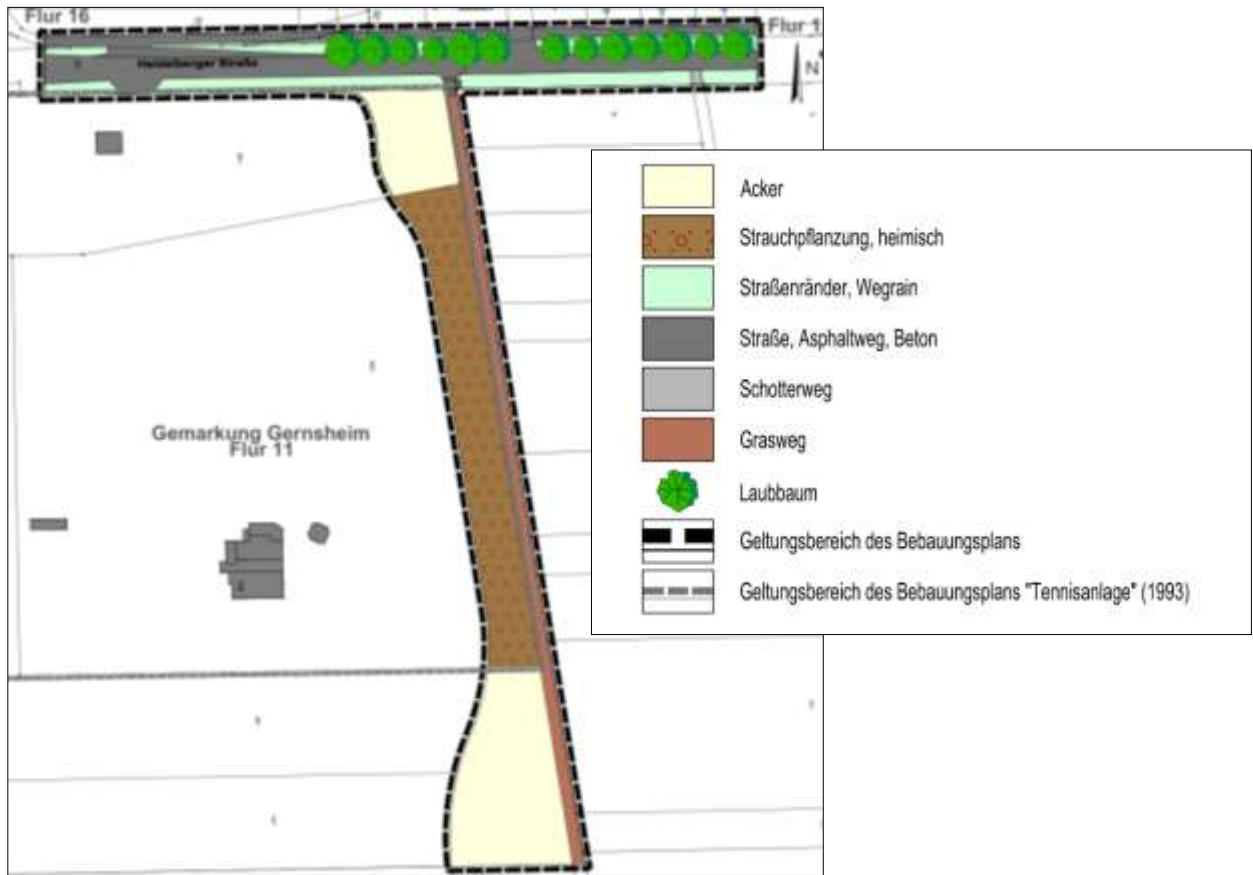 Flur 16
Flur 1
Heidelberger Straße
N
Gemarkung Gernsheim
Flur 11
Acker
Strauchpflanzung, heimisch
Straßenränder, Wegrain
Straße, Asphaltweg, Beton
Schotterweg
Grasweg
Laubbaum
Geltungsbereich des Bebauungsplans
Geltungsbereich des Bebauungsplans "Tennisanlage" (1993)